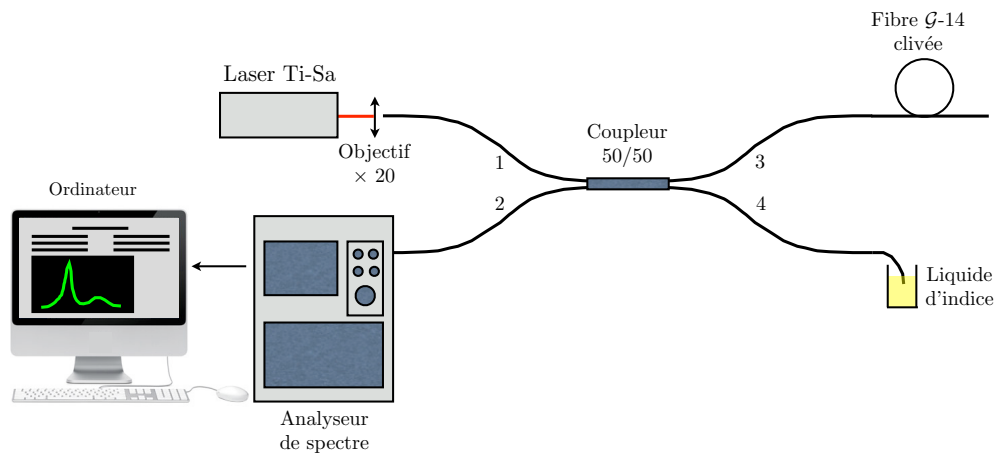 Fibre G-14
clivée
Laser Ti-Sa
Objectif
× 20
Coupleur
50/50
1
3
2
4
Ordinateur
Liquide
d'indice
Analyseur
de spectre